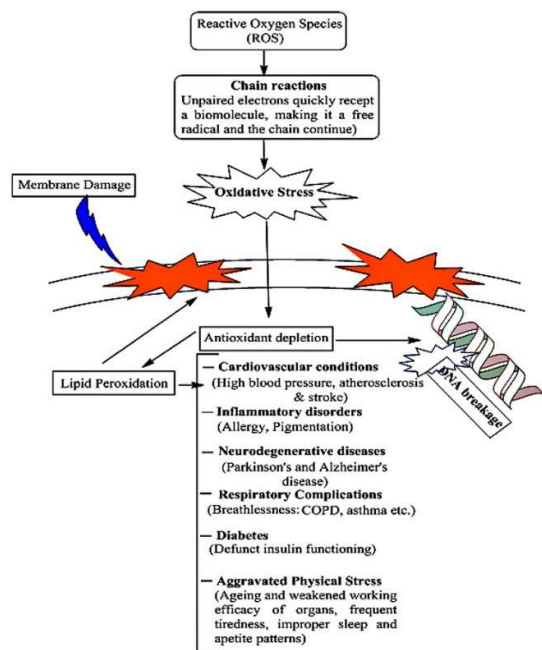 Reactive Oxygen Species
(ROS)
Chain reactions
Unpaired electrons quickly recept
a biomolecule, making it a free
radical and the chain continue)
Oxidative Stress
Membrane Damage
Antioxidant depletion
Lipid Peroxidation
DNA breakage
Cardiovascular conditions
(High blood pressure, atherosclerosis
& stroke)
Inflammatory disorders
(Allergy, Pigmentation)
Neurodegenerative diseases
(Parkinson's and Alzheimer's
disease)
Respiratory Complications
(Breathlessness: COPD, asthma etc.)
Diabetes
(Defunct insulin functioning)
Aggravated Physical Stress
(Ageing and weakened working
efficacy of organs, frequent
tiredness, improper sleep and
apetite patterns)